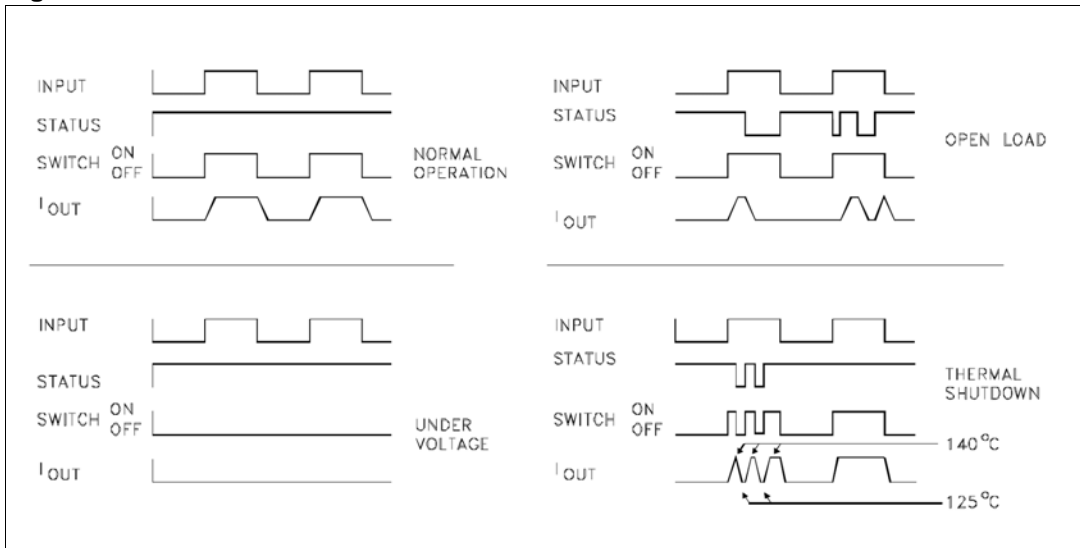 INPUT
STATUS
SWITCH ON
OFF
I OUT
NORMAL
OPERATION
INPUT
STATUS
SWITCH ON
OFF
I OUT
OPEN LOAD
INPUT
STATUS
SWITCH ON
OFF
I OUT
UNDER
VOLTAGE
INPUT
STATUS
SWITCH ON
OFF
I OUT
THERMAL
SHUTDOWN
140 °C
125 °C